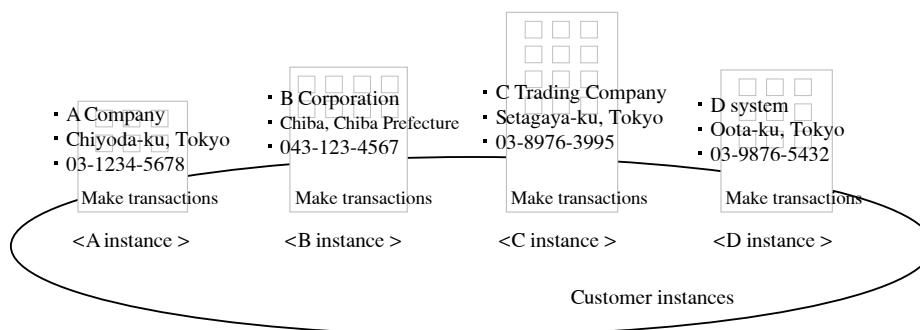 ▪ A Company
▪ Chiyoda-ku, Tokyo
▪ 03-1234-5678
Make transactions
<A instance >
▪ B Corporation
▪ Chiba, Chiba Prefecture
▪ 043-123-4567
Make transactions
<B instance >
▪ C Trading Company
▪ Setagaya-ku, Tokyo
▪ 03-8976-3995
Make transactions
<C instance >
▪ D system
▪ Oota-ku, Tokyo
▪ 03-9876-5432
Make transactions
<D instance >
Customer instances